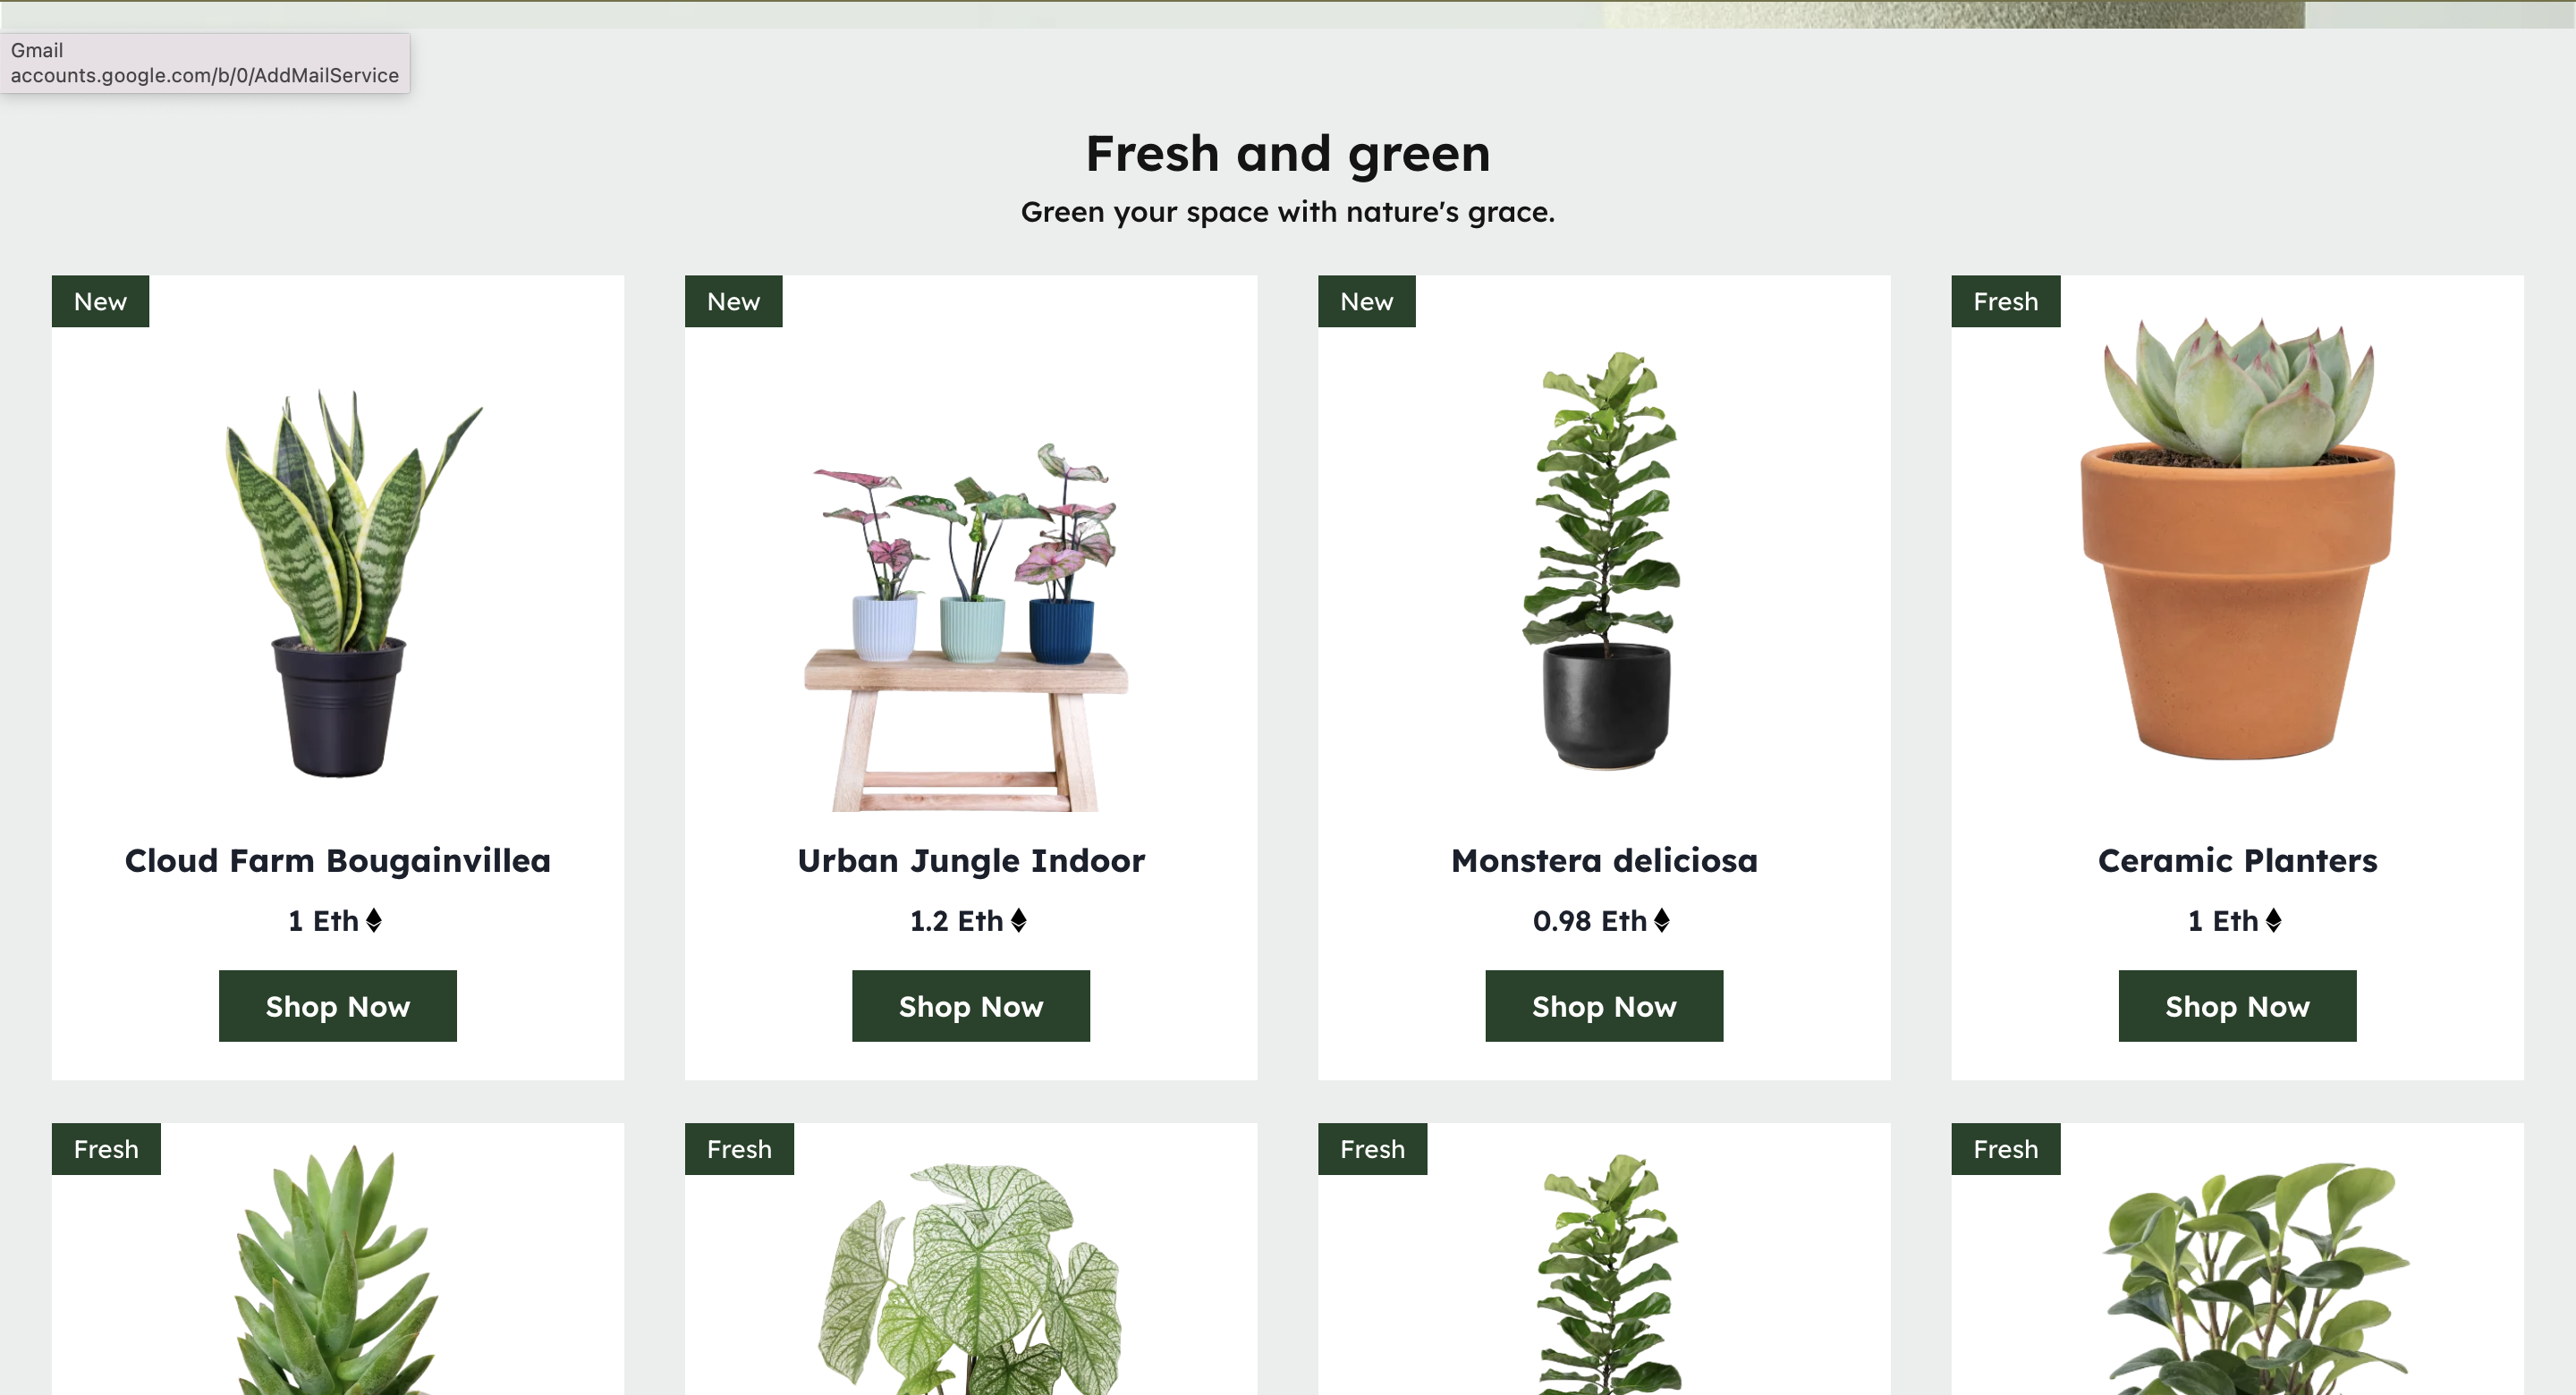 Gmail
accounts.google.com/b/0/AddMailService
Fresh and green
Green your space with nature's grace.
New
New
New
Fresh
Cloud Farm Bougainvillea
Urban Jungle Indoor
Monstera deliciosa
Ceramic Planters
1 Eth
1.2 Eth
0.98 Eth
1 Eth
Shop Now
Shop Now
Shop Now
Shop Now
Fresh
Fresh
Fresh
Fresh